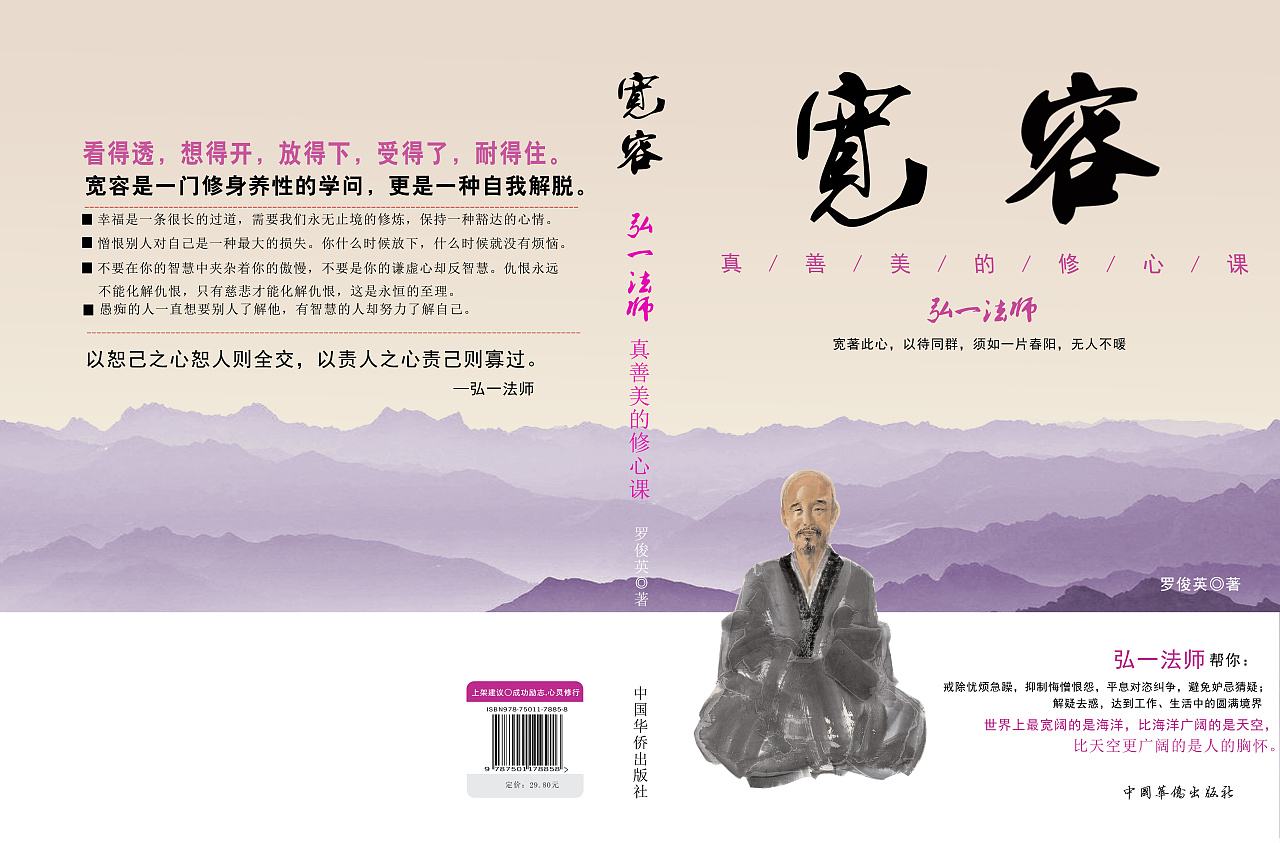 看得透，想得开，放得下，受得了，耐得住。
宽容是一门修身养性的学问，更是一种自我解脱。
■ 幸福是一条很长的过道，需要我们永无止境的修炼，保持一种豁达的心情。
■ 憎恨别人对自己是一种最大的损失。你什么时候放下，什么时候就没有烦恼。
■ 不要在你的智慧中夹杂着你的傲慢，不要是你的谦虚心却反智慧。仇恨永远
不能化解仇恨，只有慈悲才能化解仇恨，这是永恒的至理。
■ 愚痴的人一直想要别人了解他，有智慧的人却努力了解自己。
以恕己之心恕人则全交，以责人之心责己则寡过。
—弘一法师
上架建议〇成功励志.心灵修行
ISBN978-75011-7885-8
9 787501178858 >
定价：29.80元
宽容
弘一法师
真善美的修心课
罗俊英◎著
中国华侨出版社
宽 容
真 / 善 / 美 / 的 / 修 / 心 / 课
弘一法师
宽著此心，以待同群，须如一片春阳，无人不暖
罗俊英◎著
弘一法师 帮你：
戒除忧烦急躁，抑制悔憎恨怨，平息对恣纠争，避免妒忌猜疑；
解疑去惑，达到工作、生活中的圆满境界
世界上最宽阔的是海洋，比海洋广阔的是天空，
比天空更广阔的是人的胸怀。
中国华侨出版社